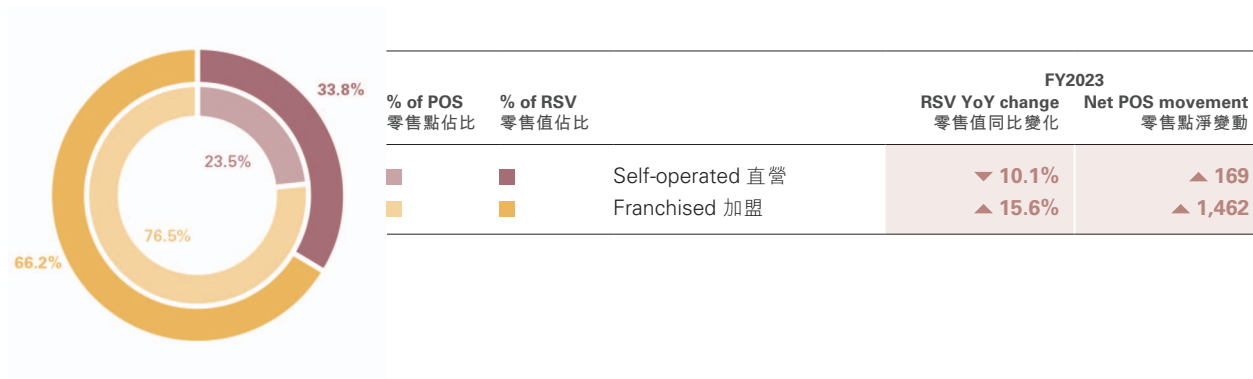 33.8%
23.5%
76.5%
66.2%
FY2023
% of POS % of RSV RSV YoY change Net POS movement
零售點佔比 零售值佔比 零售值同比變化 零售點淨變動
Self-operated 直營 ▼ 10.1% ▲ 169
Franchised 加盟 ▲ 15.6% ▲ 1,462